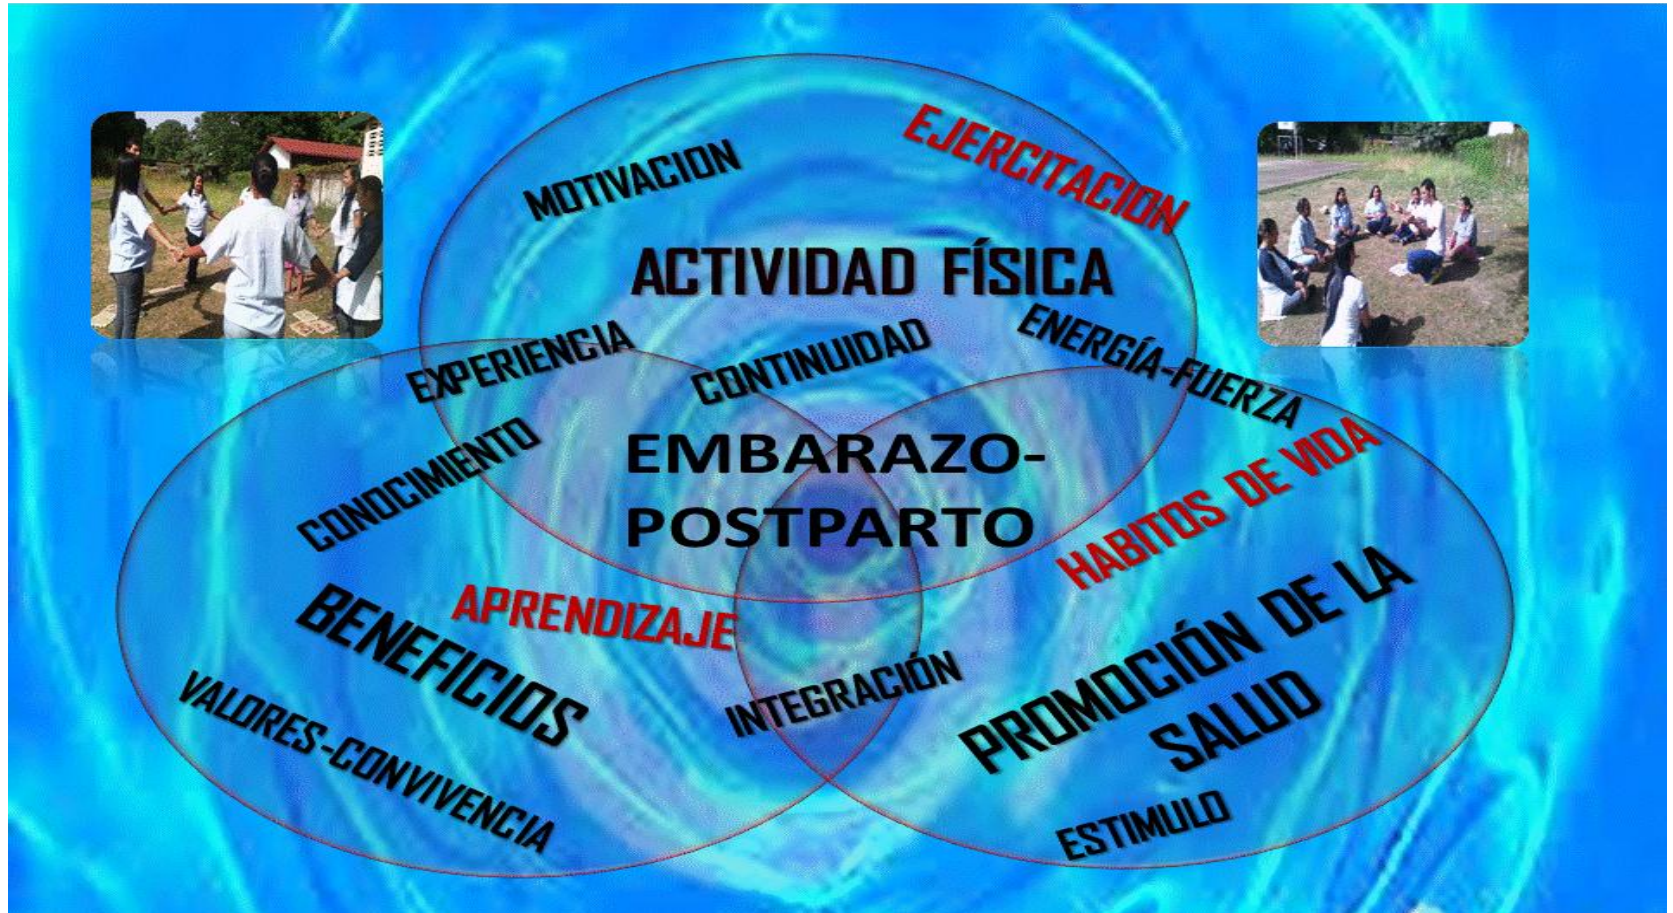 EJERCITACION
MOTIVACION
ACTIVIDAD FÍSICA
EXPERIENCIA
CONTINUIDAD
ENERGÍA-FUERZA
CONOCIMIENTO
EMBARAZO-
POSTPARTO
HABITOS DE VIDA
BENEFICIOS
APRENDIZAJE
INTEGRACIÓN
PROMOCIÓN DE LA
SALUD
VALORES-CONVIVENCIA
ESTIMULO